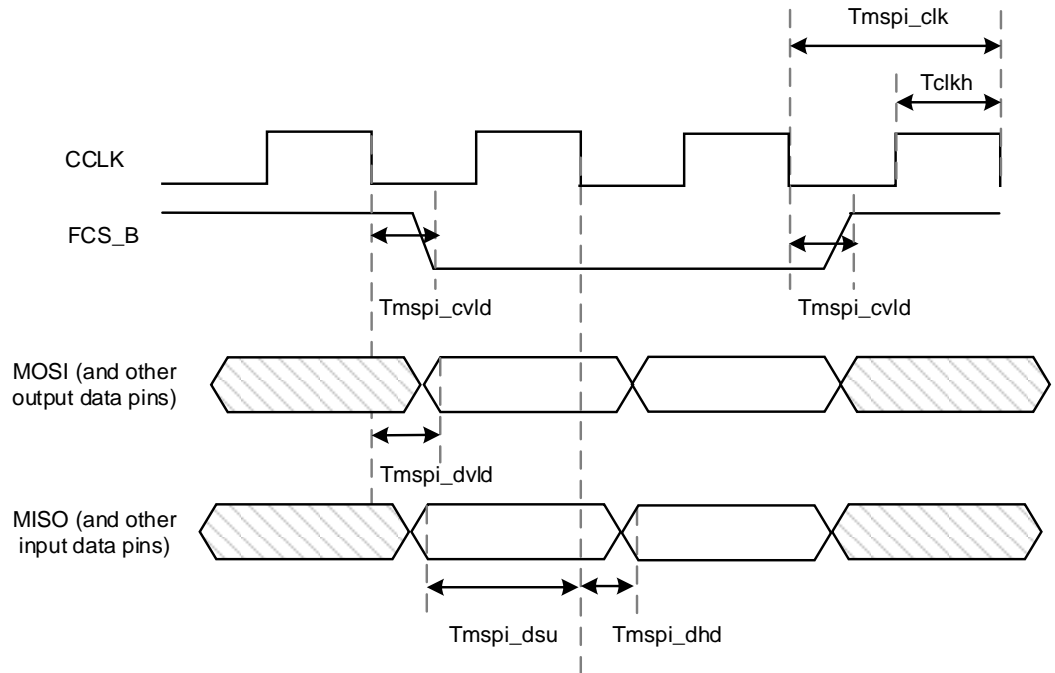 Tmspi_clk
Tclkh
CCLK
FCS_B
Tmspi_cvld
Tmspi_cvld
MOSI (and other
output data pins)
Tmspi_dvld
MISO (and other
input data pins)
Tmspi_dsu
Tmspi_dhd